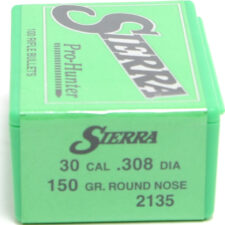 SIERRA
Pro-Hunter
100 RIFLE BULLETS
SIERRA
30 CAL .308 DIA
150 GR. ROUND NOSE
2135